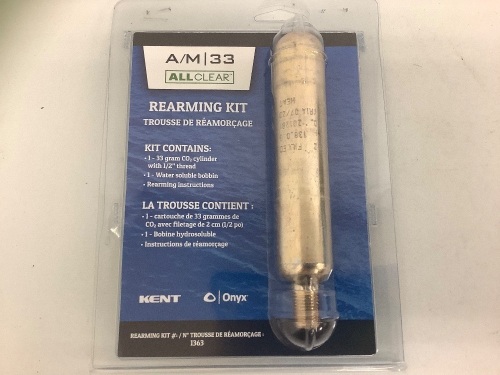 A/M|33
ALLCLEAR™
REARMING KIT
TROUSSE DE RÉAMORÇAGE
KIT CONTAINS:
• 1 - 33 gram CO₂ cylinder
with 1/2" thread
• 1 - Water soluble bobbin
• Rearming instructions
LA TROUSSE CONTIENT :
• 1 - cartouche de 33 grammes de
CO₂ avec filetage de 2 cm (1/2 po)
• 1 - Bobine hydrosoluble
• Instructions de réamorçage
KENT
Onyx
REARMING KIT #: / N° TROUSSE DE RÉAMORÇAGE :
1363